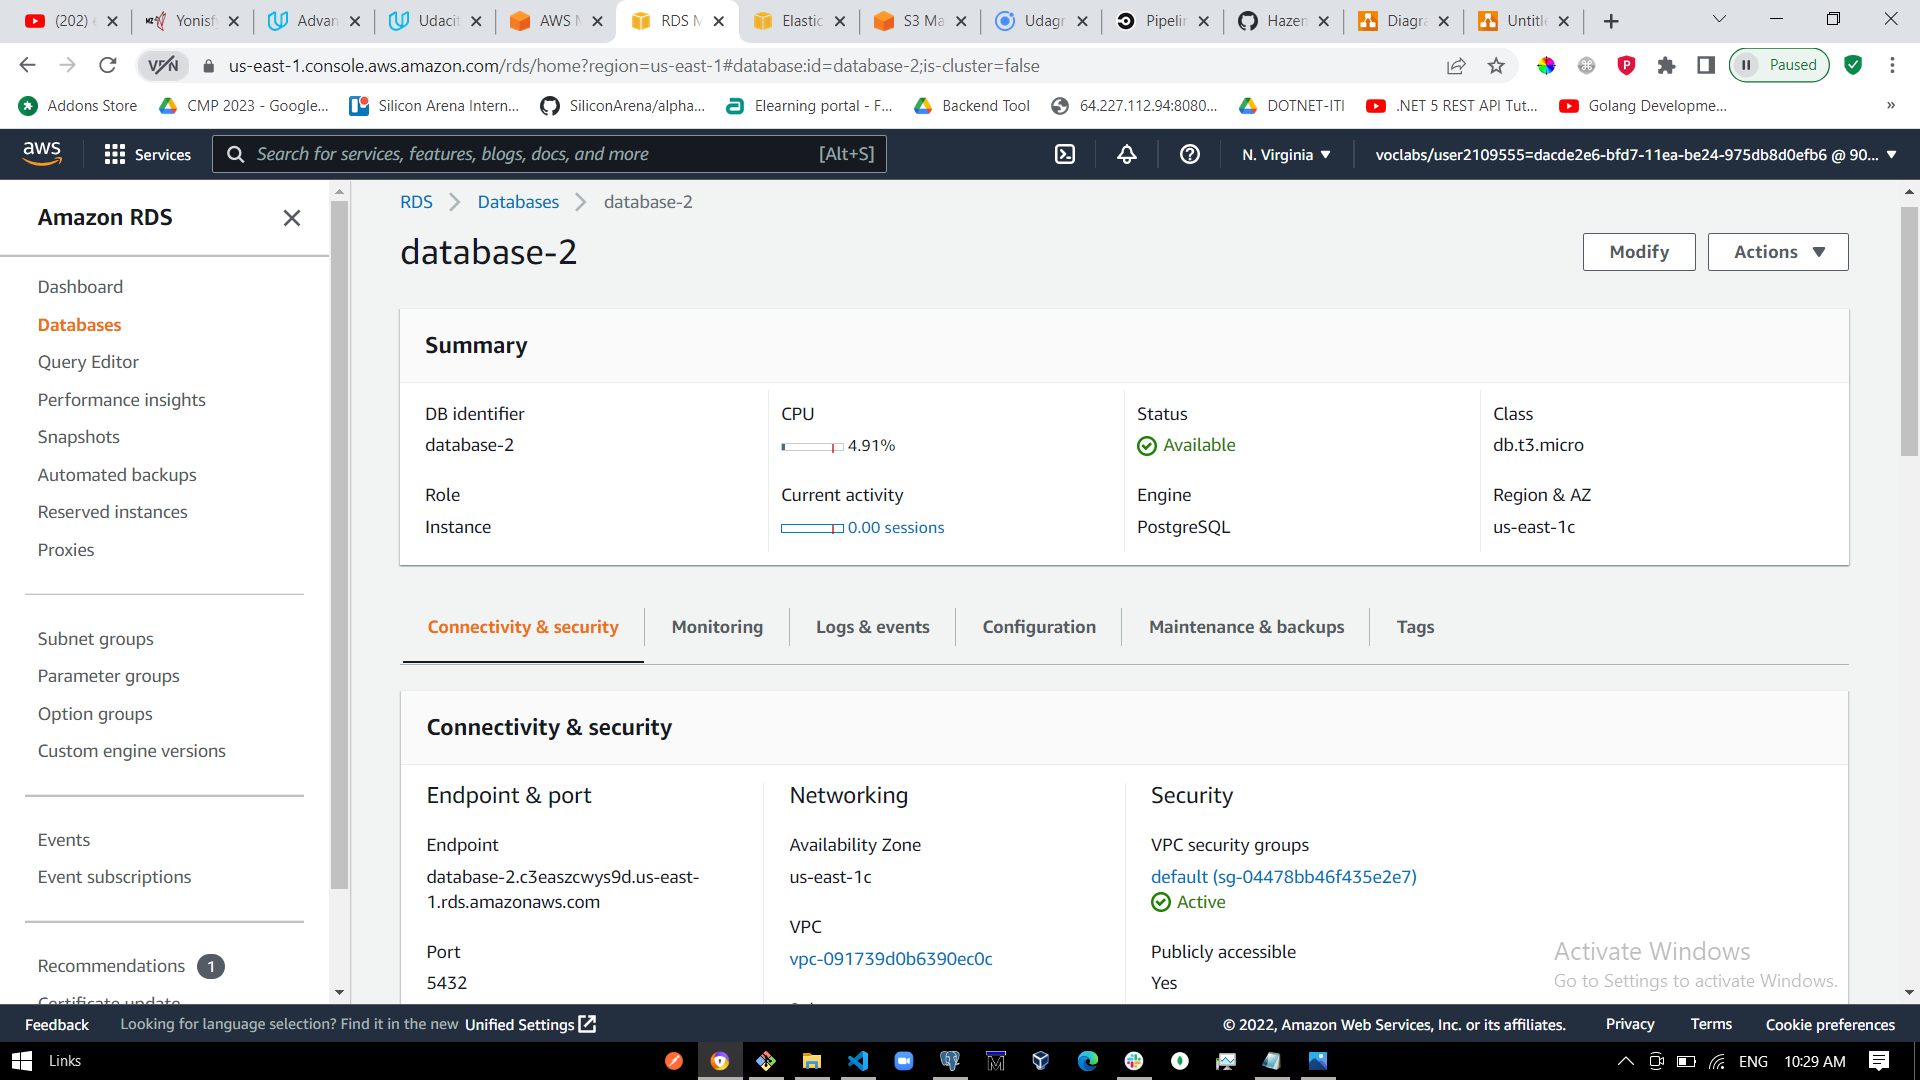 (202)
Yonisf
Advan
Udacit
AWS M
RDS M
Elastic
S3 Ma
Udagr
Pipelin
Hazem
Diagra
Untitle
VPN
us-east-1.console.aws.amazon.com/rds/home?region=us-east-1#database:id=database-2;is-cluster=false
Paused
Addons Store
CMP 2023 - Google...
Silicon Arena Intern...
SiliconArena/alpha...
Elearning portal - F...
Backend Tool
64.227.112.94:8080...
DOTNET-ITI
.NET 5 REST API Tut...
Golang Developme...
»
aws
Services
Search for services, features, blogs, docs, and more
[Alt+S]
N. Virginia
voclabs/user2109555=dacde2e6-bfd7-11ea-be24-975db8d0efb6 @ 90...
Amazon RDS
Dashboard
Databases
Query Editor
Performance insights
Snapshots
Automated backups
Reserved instances
Proxies
Subnet groups
Parameter groups
Option groups
Custom engine versions
Events
Event subscriptions
Recommendations 1
Certificate update
RDS
Databases
database-2
database-2
Modify
Actions
Summary
DB identifier
database-2
CPU
4.91%
Status
Available
Class
db.t3.micro
Role
Instance
Current activity
0.00 sessions
Engine
PostgreSQL
Region & AZ
us-east-1c
Connectivity & security
Monitoring
Logs & events
Configuration
Maintenance & backups
Tags
Connectivity & security
Endpoint & port
Endpoint
database-2.c3easzcwys9d.us-east-
1.rds.amazonaws.com
Port
5432
Networking
Availability Zone
us-east-1c
VPC
vpc-091739d0b6390ec0c
Security
VPC security groups
default (sg-04478bb46f435e2e7)
Active
Publicly accessible
Yes
Activate Windows
Go to Settings to activate Windows.
Feedback
Looking for language selection? Find it in the new Unified Settings
© 2022, Amazon Web Services, Inc. or its affiliates.
Privacy
Terms
Cookie preferences
Links
ENG
10:29 AM